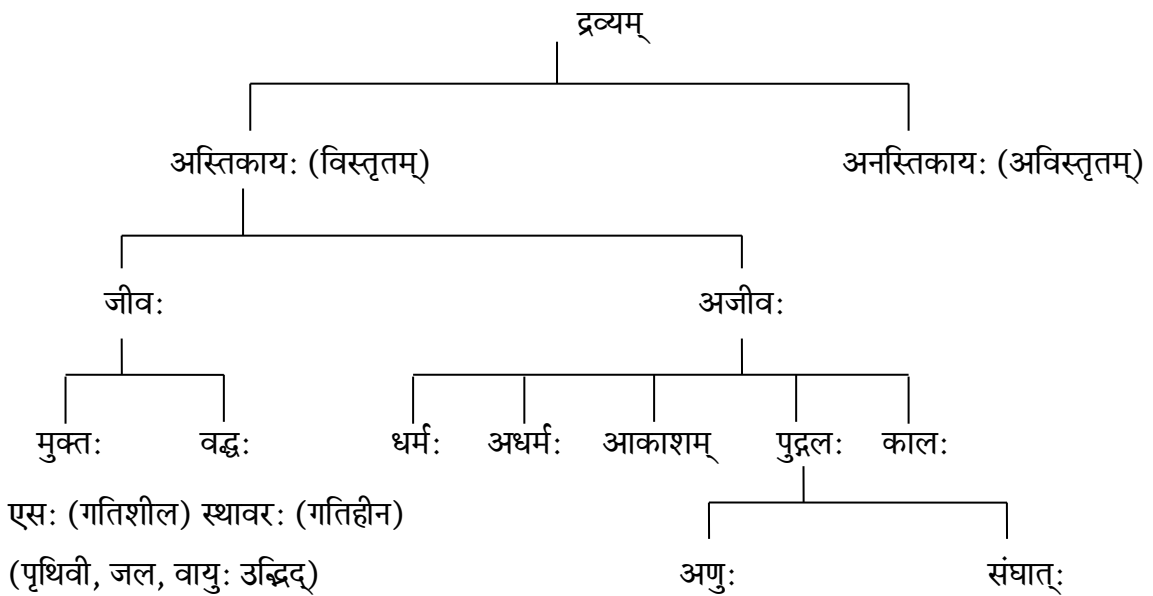 द्रव्यम्
अस्तिकाय: (विस्तृतम्) अनस्तिकाय: (अविस्तृतम्)
जीव: अजीव:
मुक्त: वद्ध: धर्म: अधर्म: आकाशम् पुद्गल: काल:
एस: (गतिशील) स्थावर: (गतिहीन)
(पृथिवी, जल, वायु: उद्भिद्) अणु: संघात्: